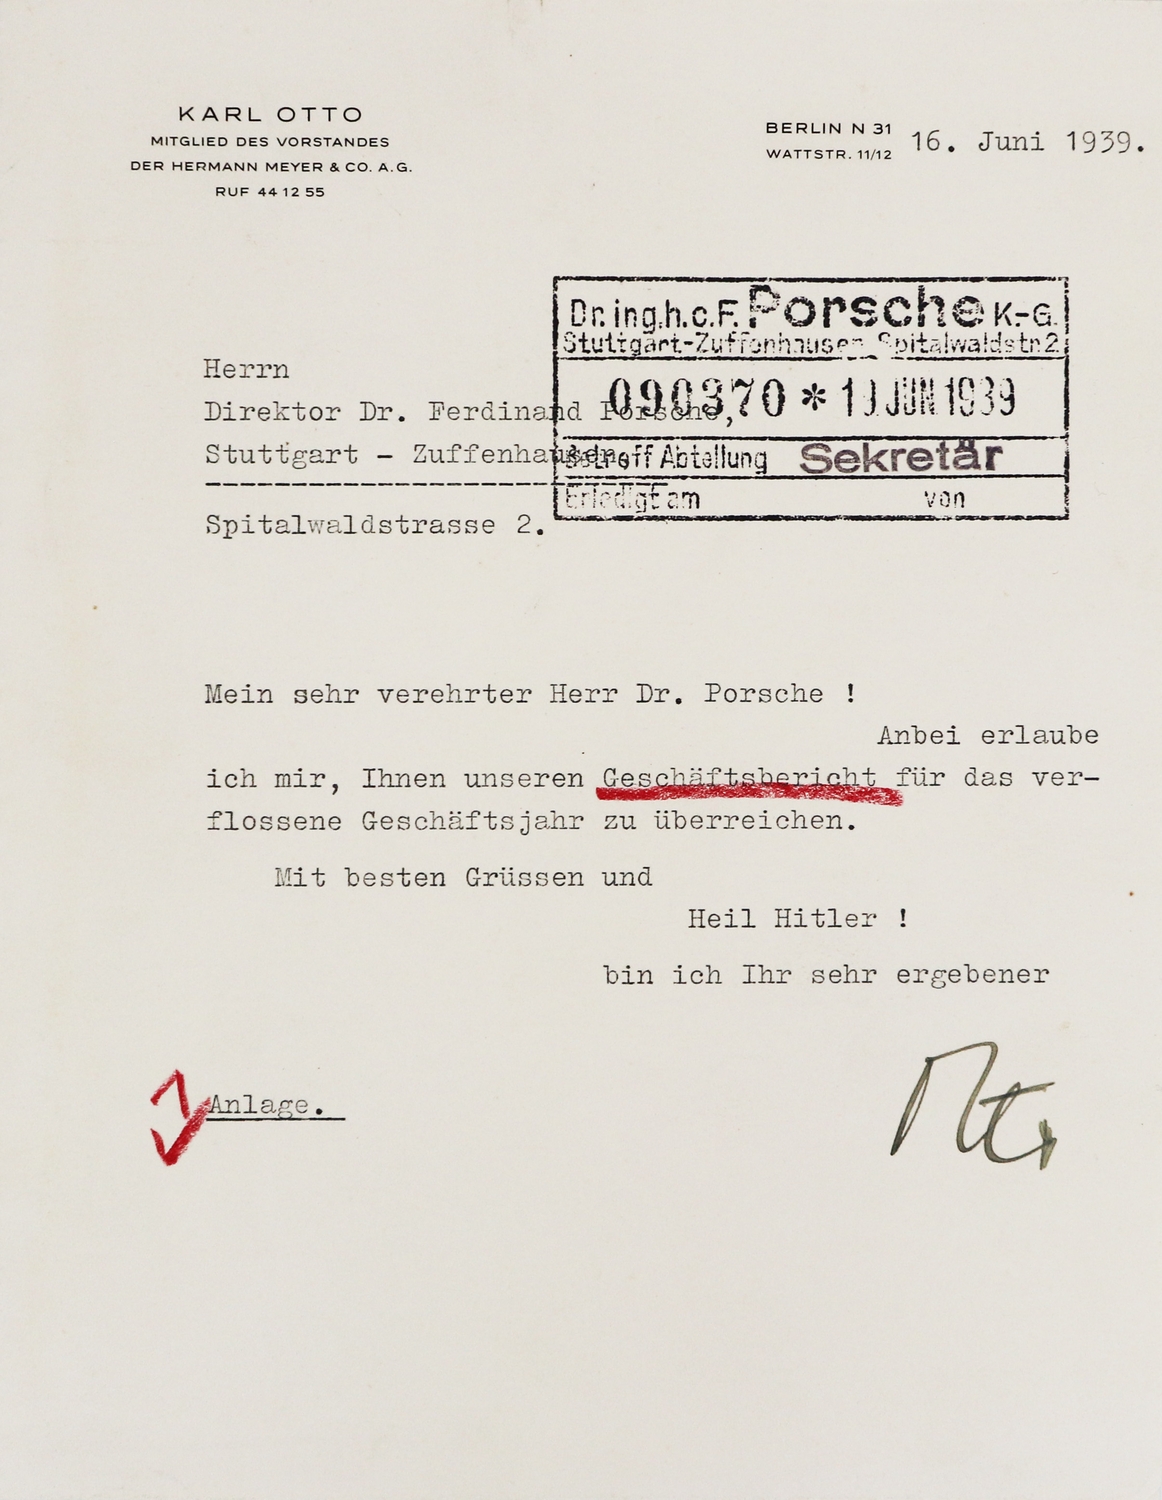 KARL OTTO
MITGLIED DES VORSTANDES
DER HERMANN MEYER & CO. A.G.
RUF 44 12 55
BERLIN N 31
WATTSTR. 11/12
16. Juni 1939.
Dr. ing. h.c. F. Porsche K.-G.
Stuttgart-Zuffenhausen Spitalwaldstr. 2
090370 * 19 JUN 1939
Betreff Abteilung Sekretär
Erledigt am von
Herrn
Direktor Dr. Ferdinand Porsche,
Stuttgart - Zuffenhausen
Spitalwaldstrasse 2.
Mein sehr verehrter Herr Dr. Porsche !
Anbei erlaube
ich mir, Ihnen unseren Geschäftsbericht für das ver-
flossene Geschäftsjahr zu überreichen.
Mit besten Grüssen und
Heil Hitler !
bin ich Ihr sehr ergebener
Anlage.